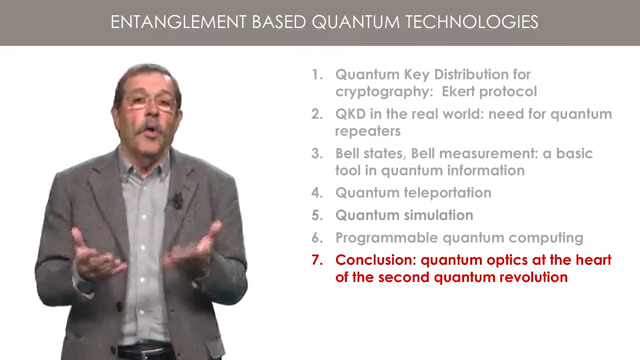 ENTANGLEMENT BASED QUANTUM TECHNOLOGIES
1. Quantum Key Distribution for
cryptography: Ekert protocol
2. QKD in the real world: need for quantum
repeaters
3. Bell states, Bell measurement: a basic
tool in quantum information
4. Quantum teleportation
5. Quantum simulation
6. Programmable quantum computing
7. Conclusion: quantum optics at the heart
of the second quantum revolution